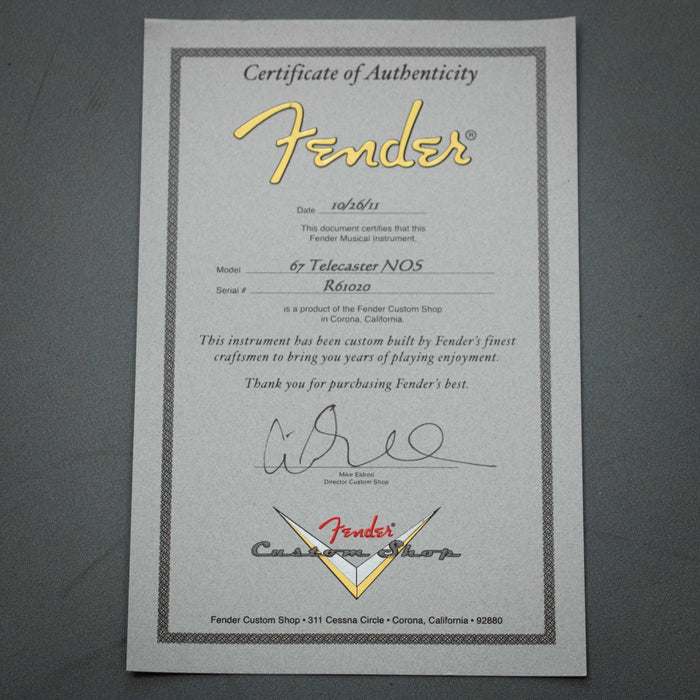 Certificate of Authenticity
Fender®
Date 10/26/11
This document certifies that this
Fender Musical Instrument,
Model 67 Telecaster NOS
Serial # R61020
is a product of the Fender Custom Shop
in Corona, California.
This instrument has been custom built by Fender's finest
craftsmen to bring you years of playing enjoyment.
Thank you for purchasing Fender's best.
Mike Eldred
Director Custom Shop
Fender®
Custom Shop
Fender Custom Shop • 311 Cessna Circle • Corona, California • 92880